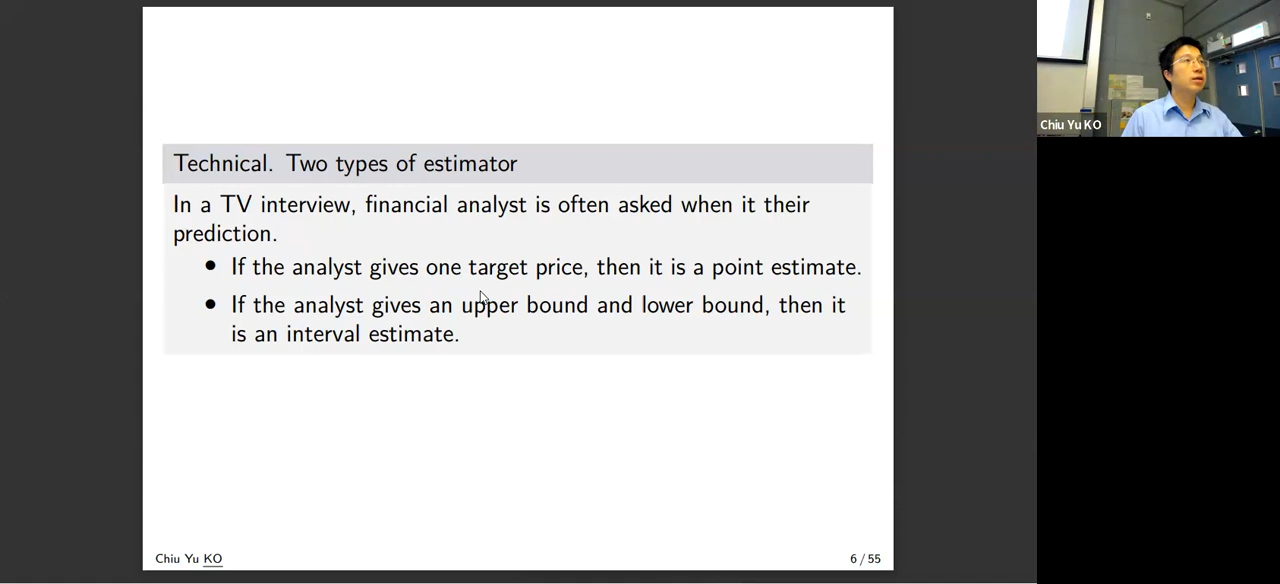 Technical. Two types of estimator
In a TV interview, financial analyst is often asked when it their
prediction.
• If the analyst gives one target price, then it is a point estimate.
• If the analyst gives an upper bound and lower bound, then it
is an interval estimate.
Chiu Yu KO
6 / 55
Chiu Yu KO